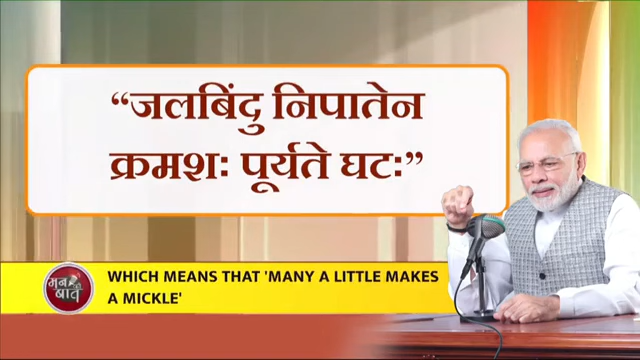 “जलबिंदु निपातेन
क्रमशः पूर्यते घटः”
मन की
बात
WHICH MEANS THAT 'MANY A LITTLE MAKES
A MICKLE'